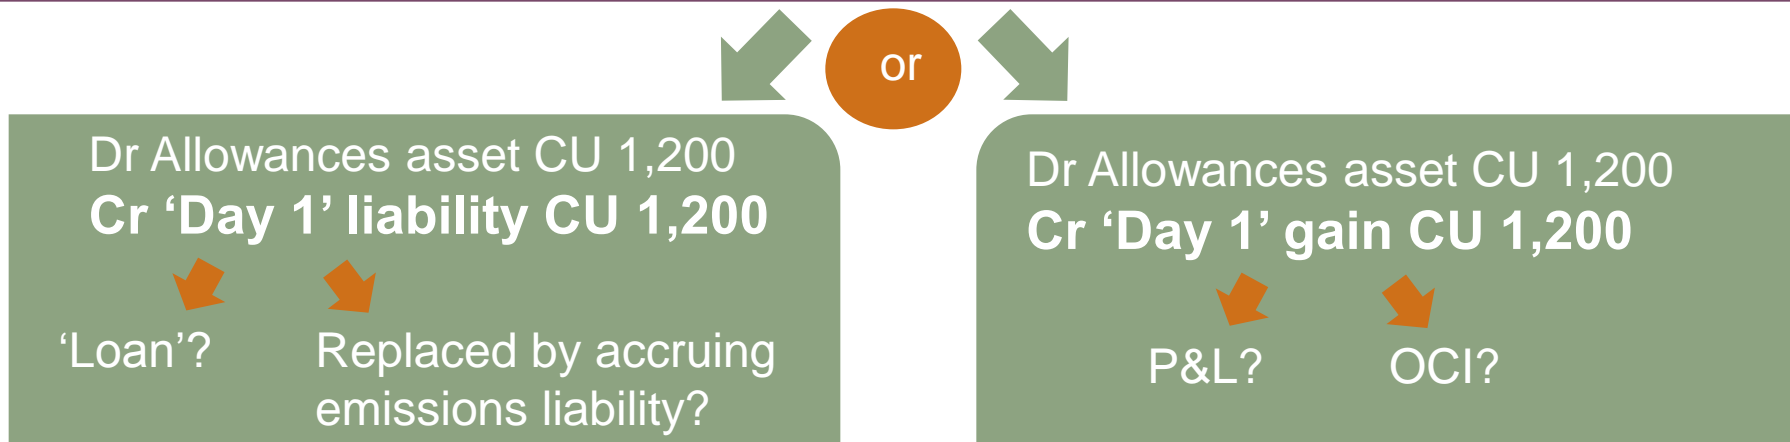 or
Dr Allowances asset CU 1,200
Cr ‘Day 1’ liability CU 1,200
‘Loan’?
Replaced by accruing
emissions liability?
Dr Allowances asset CU 1,200
Cr ‘Day 1’ gain CU 1,200
P&L?
OCI?